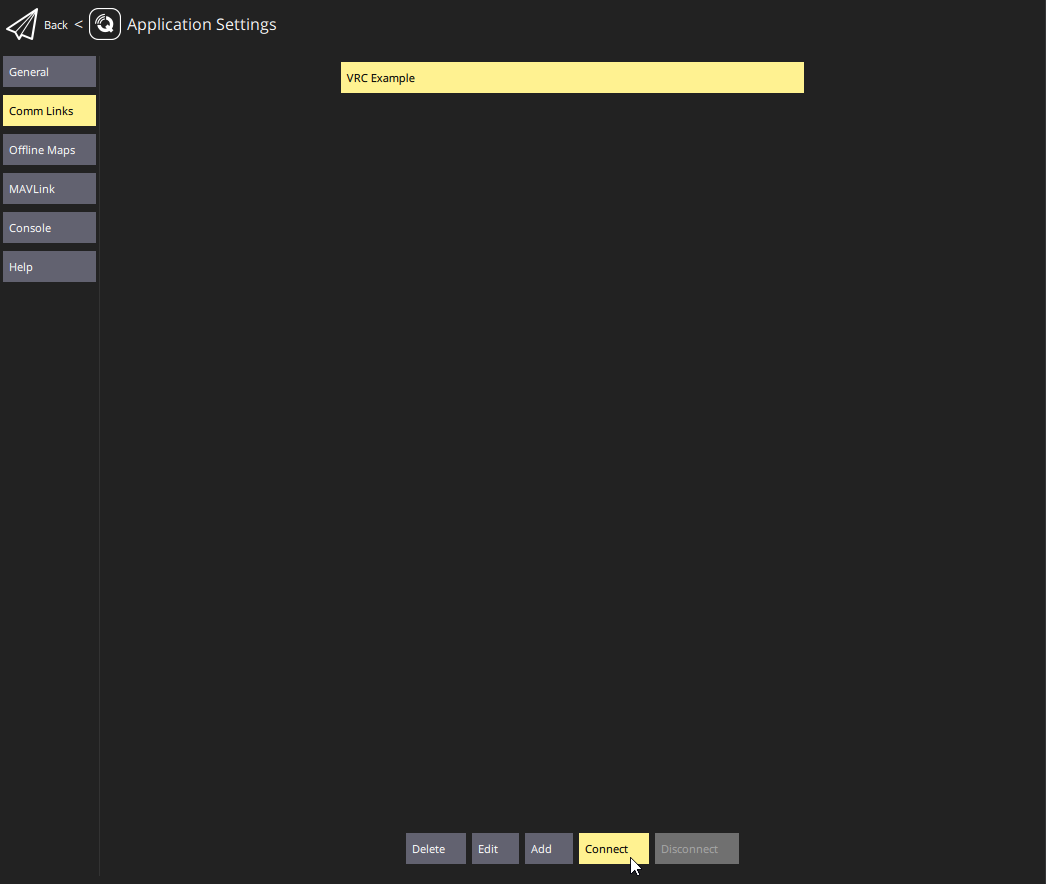 Back < Application Settings
General
Comm Links
Offline Maps
MAVLink
Console
Help
VRC Example
Delete Edit Add Connect Disconnect